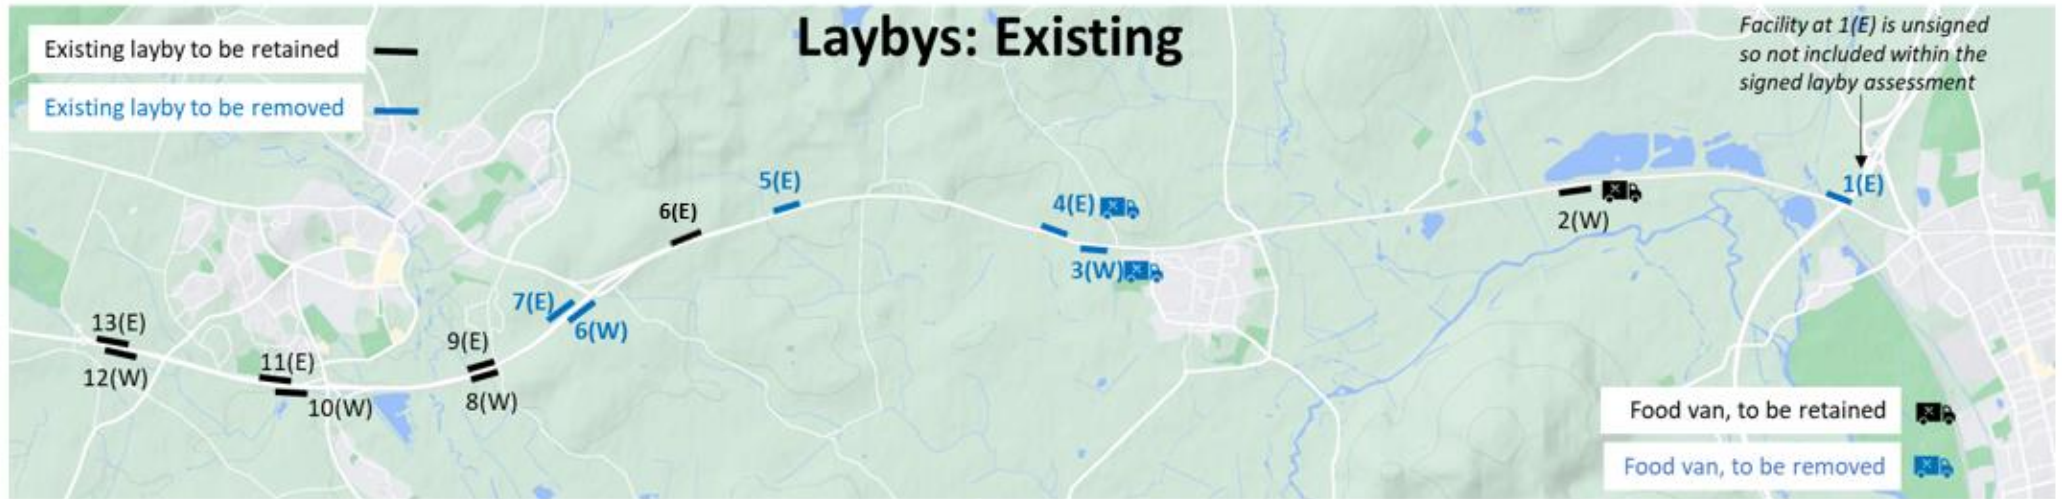 Laybys: Existing
Existing layby to be retained
Existing layby to be removed
Facility at 1(E) is unsigned
so not included within the
signed layby assessment
1(E)
2(W)
4(E)
3(W)
5(E)
6(E)
7(E)
6(W)
9(E)
8(W)
11(E)
10(W)
13(E)
12(W)
Food van, to be retained
Food van, to be removed